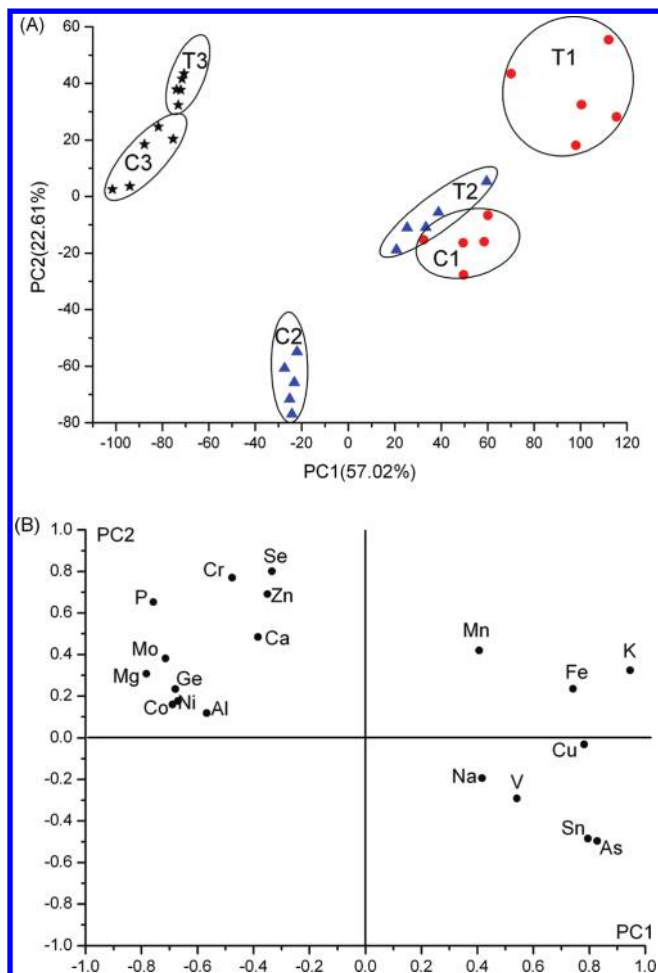 (A)
60
40
20
0
-20
-40
-60
-80
PC2(22.61%)
T3
C3
T1
T2
C1
C2
-100 -80 -60 -40 -20 0 20 40 60 80 100 120
PC1(57.02%)
(B)
1.0
0.8
0.6
0.4
0.2
0.0
-0.2
-0.4
-0.6
-0.8
-1.0
PC2
Se
Cr
Zn
P
Ca
Mn
Mo
K
Mg
Ge
Fe
Co
Ni
Al
Cu
Na
V
Sn
As
PC1
-1.0 -0.8 -0.6 -0.4 -0.2 0.0 0.2 0.4 0.6 0.8 1.0